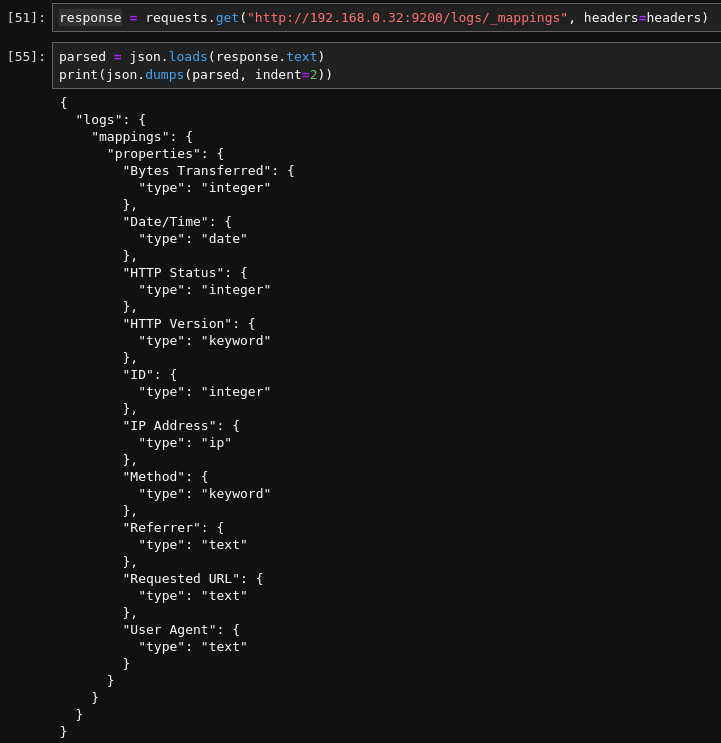 [51]: response = requests.get("http://192.168.0.32:9200/logs/_mappings", headers=headers)
[55]: parsed = json.loads(response.text)
print(json.dumps(parsed, indent=2))
{
  "logs": {
    "mappings": {
      "properties": {
        "Bytes Transferred": {
          "type": "integer"
        },
        "Date/Time": {
          "type": "date"
        },
        "HTTP Status": {
          "type": "integer"
        },
        "HTTP Version": {
          "type": "keyword"
        },
        "ID": {
          "type": "integer"
        },
        "IP Address": {
          "type": "ip"
        },
        "Method": {
          "type": "keyword"
        },
        "Referrer": {
          "type": "text"
        },
        "Requested URL": {
          "type": "text"
        },
        "User Agent": {
          "type": "text"
        }
      }
    }
  }
}